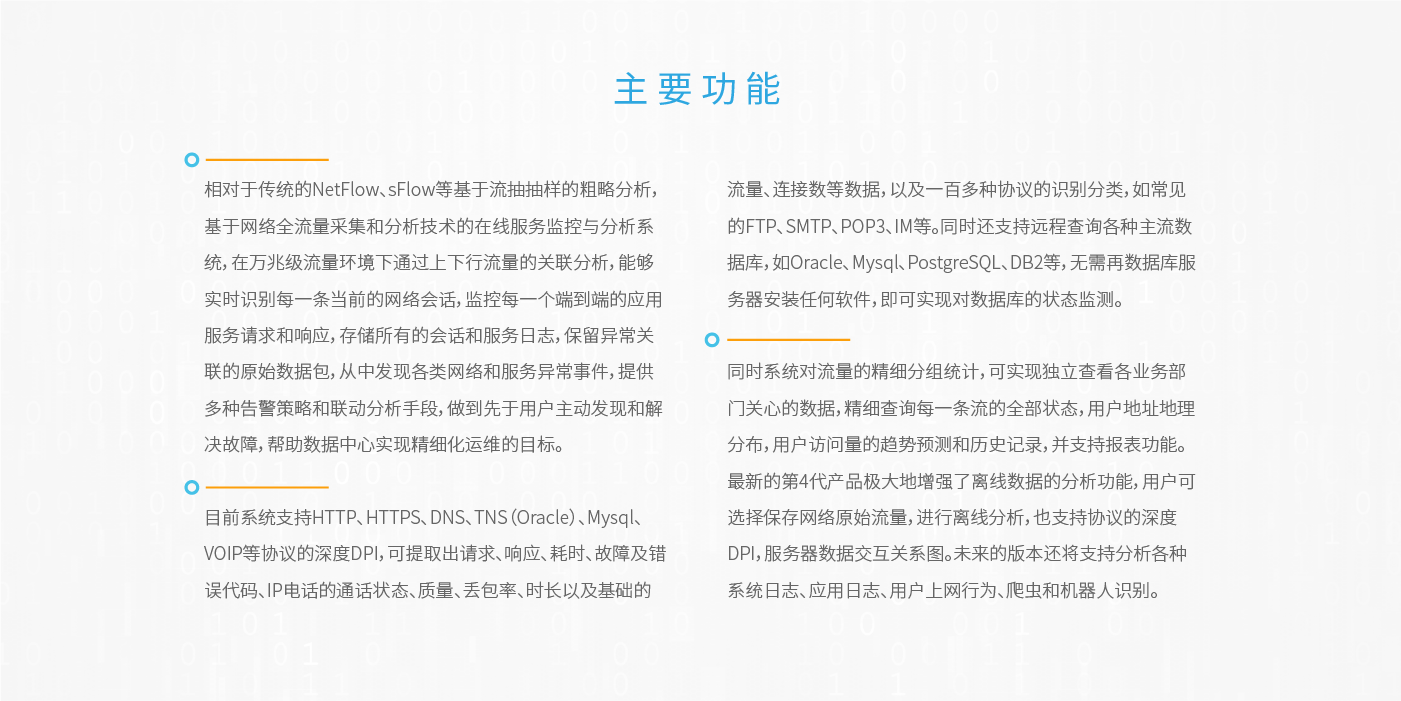 主要功能
相对于传统的NetFlow、sFlow等基于流抽抽样的粗略分析，
基于网络全流量采集和分析技术的在线服务监控与分析系
统，在万兆级流量环境下通过上下行流量的关联分析，能够
实时识别每一条当前的网络会话，监控每一个端到端的应用
服务请求和响应，存储所有的会话和服务日志，保留异常关
联的原始数据包，从中发现各类网络和服务异常事件，提供
多种告警策略和联动分析手段，做到先于用户主动发现和解
决故障，帮助数据中心实现精细化运维的目标。
目前系统支持HTTP、HTTPS、DNS、TNS（Oracle）、Mysql、
VOIP等协议的深度DPI，可提取出请求、响应、耗时、故障及错
误代码、IP电话的通话状态、质量、丢包率、时长以及基础的
流量、连接数等数据，以及一百多种协议的识别分类，如常见
的FTP、SMTP、POP3、IM等。同时还支持远程查询各种主流数
据库，如Oracle、Mysql、PostgreSQL、DB2等，无需再数据库服
务器安装任何软件，即可实现对数据库的状态监测。
同时系统对流量的精细分组统计，可实现独立查看各业务部
门关心的数据，精细查询每一条流的全部状态，用户地址地理
分布，用户访问量的趋势预测和历史记录，并支持报表功能。
最新的第4代产品极大地增强了离线数据的分析功能，用户可
选择保存网络原始流量，进行离线分析，也支持协议的深度
DPI，服务器数据交互关系图。未来的版本还将支持分析各种
系统日志、应用日志、用户上网行为、爬虫和机器人识别。